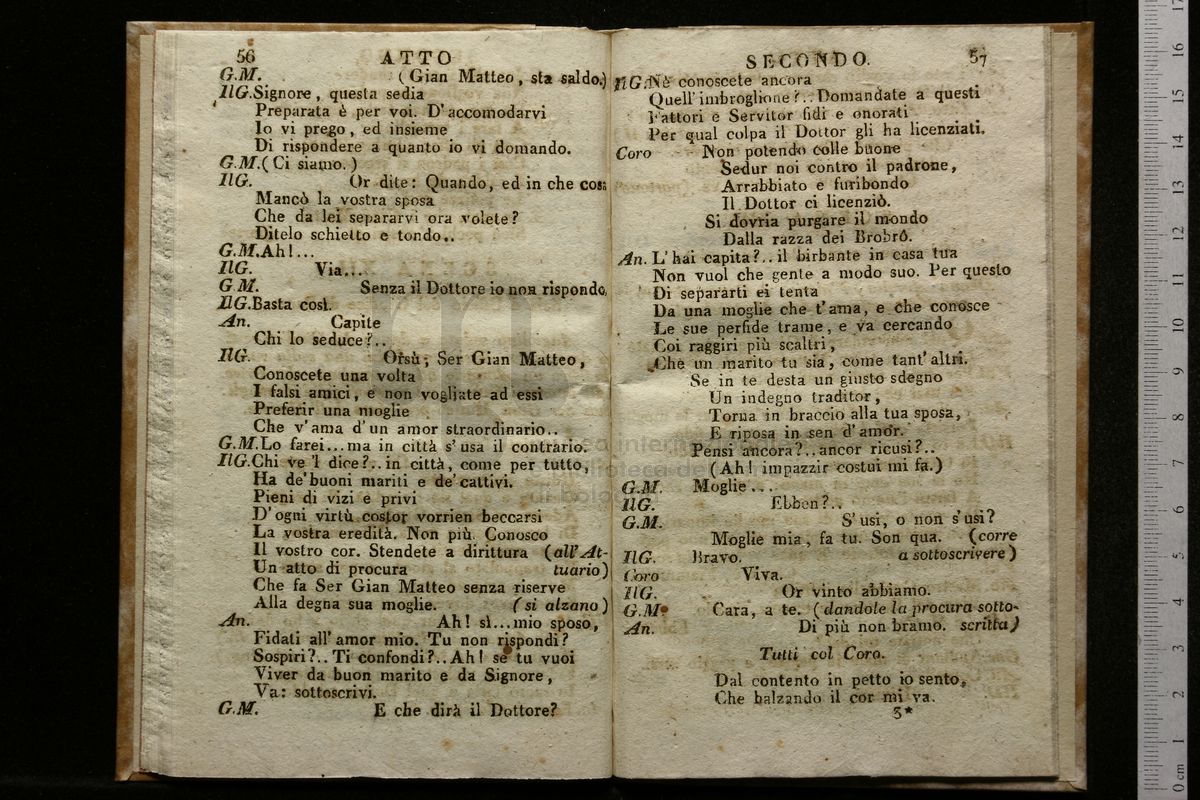 56 ATTO
G.M. (Gian Matteo, sta saldo.)
IlG. Signore, questa sedia
Preparata è per voi. D'accomodarvi
Io vi prego, ed insieme
Di rispondere a quanto io vi domando.
G.M. (Ci siamo.)
IlG. Or dite: Quando, ed in che cosa
Mancò la vostra sposa
Che da lei separarvi ora volete?
Ditelo schietto e tondo..
G.M. Ah!...
IlG. Via...
G.M. Senza il Dottore io non rispondo,
IlG. Basta così.
An. Capite
Chi lo seduce?..
IlG. Orsù; Ser Gian Matteo,
Conoscete una volta
I falsi amici, e non vogliate ad essi
Preferir una moglie
Che v'ama d'un amor straordinario..
G.M. Lo farei...ma in città s'usa il contrario.
IlG. Chi ve 'l dice?..in città, come per tutto,
Ha de' buoni mariti e de' cattivi.
Pieni di vizi e privi
D'ogni virtù costor vorrien beccarsi
La vostra eredità. Non più. Conosco
Il vostro cor. Stendete a dirittura (all' At-
Un atto di procura tuario)
Che fa Ser Gian Matteo senza riserve
Alla degna sua moglie. (si alzano)
An. Ah! sì...mio sposo,
Fidati all' amor mio. Tu non rispondi?
Sospiri?.. Ti confondi?..Ah! se tu vuoi
Viver da buon marito e da Signore,
Va: sottoscrivi.
G.M. E che dirà il Dottore?
SECONDO. 57
IlG. Nè conoscete ancora
Quell' imbroglione?..Domandate a questi
Fattori e Servitor fidi e onorati
Per qual colpa il Dottor gli ha licenziati.
Coro Non potendo colle buone
Sedur noi contro il padrone,
Arrabbiato e furibondo
Il Dottor ci licenziò.
Si dovria purgare il mondo
Dalla razza dei Brobrò.
An. L'hai capita?..il birbante in casa tua
Non vuol che gente a modo suo. Per questo
Di separarti ei tenta
Da una moglie che t'ama, e che conosce
Le sue perfide trame, e va cercando
Coi raggiri più scaltri,
Che un marito tu sia, come tant' altri.
Se in te desta un giusto sdegno
Un indegno traditor,
Torna in braccio alla tua sposa,
E riposa in sen d'amor.
Pensi ancora?..ancor ricusi?..
(Ah! impazzir costui mi fa.)
G.M. Moglie...
IlG. Ebben?..
G.M. S'usi, o non s'usi?
Moglie mia, fa tu. Son qua. (corre
IlG. Bravo. a sottoscrivere)
Coro Viva.
IlG. Or vinto abbiamo.
G.M. Cara, a te. (dandole la procura sotto-
An. Di più non bramo. scritta)
Tutti col Coro.
Dal contento in petto io sento,
Che balzando il cor mi va.
3*